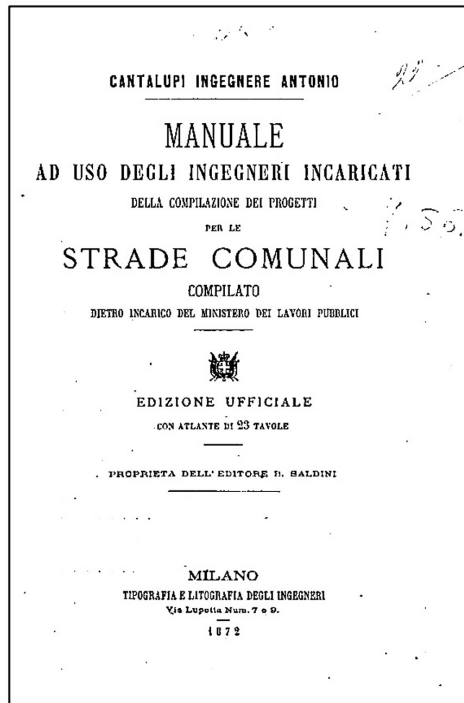 CANTALUPI INGEGNERE ANTONIO
MANUALE
AD USO DEGLI INGEGNERI INCARICATI
DELLA COMPILAZIONE DEI PROGETTI
PER LE
STRADE COMUNALI
COMPILATO
DIETRO INCARICO DEL MINISTERO DEI LAVORI PUBBLICI
EDIZIONE UFFICIALE
CON ATLANTE DI 23 TAVOLE
PROPRIETA DELL'EDITORE B. SALDINI
MILANO
TIPOGRAFIA E LITOGRAFIA DEGLI INGEGNERI
Via Lupetta Num. 7 e 9.
1872